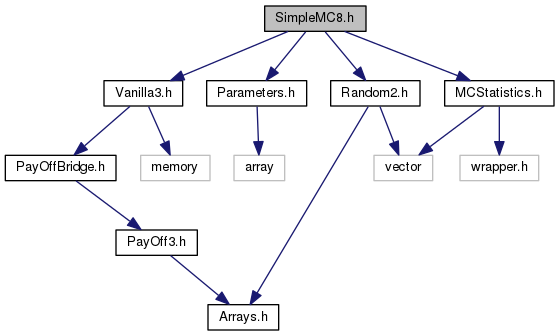 SimpleMC8.h
Vanilla3.h
Parameters.h
Random2.h
MCStatistics.h
PayOffBridge.h
memory
array
vector
wrapper.h
PayOff3.h
Arrays.h